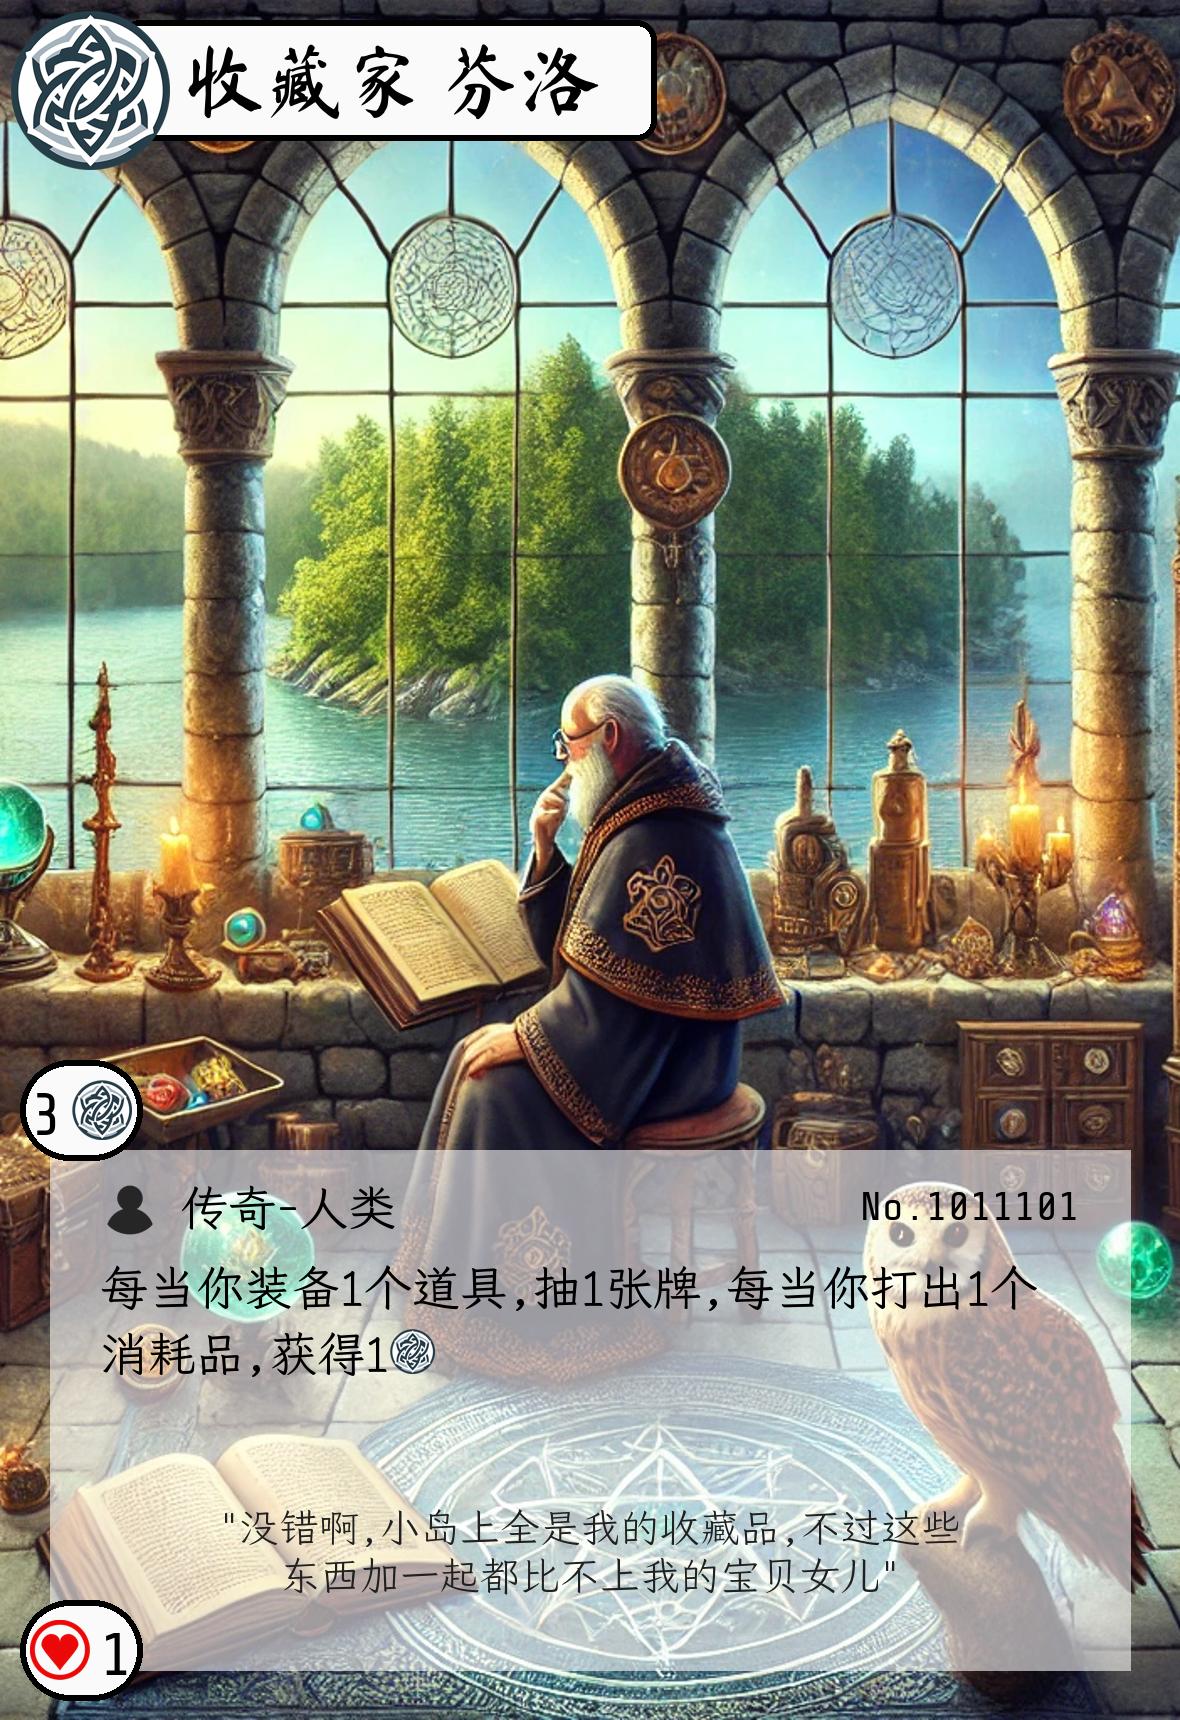 收藏家 芬洛
3
传奇-人类
No.1011101
每当你装备1个道具,抽1张牌,每当你打出1个
消耗品,获得1
"没错啊,小岛上全是我的收藏品,不过这些
东西加一起都比不上我的宝贝女儿"
1